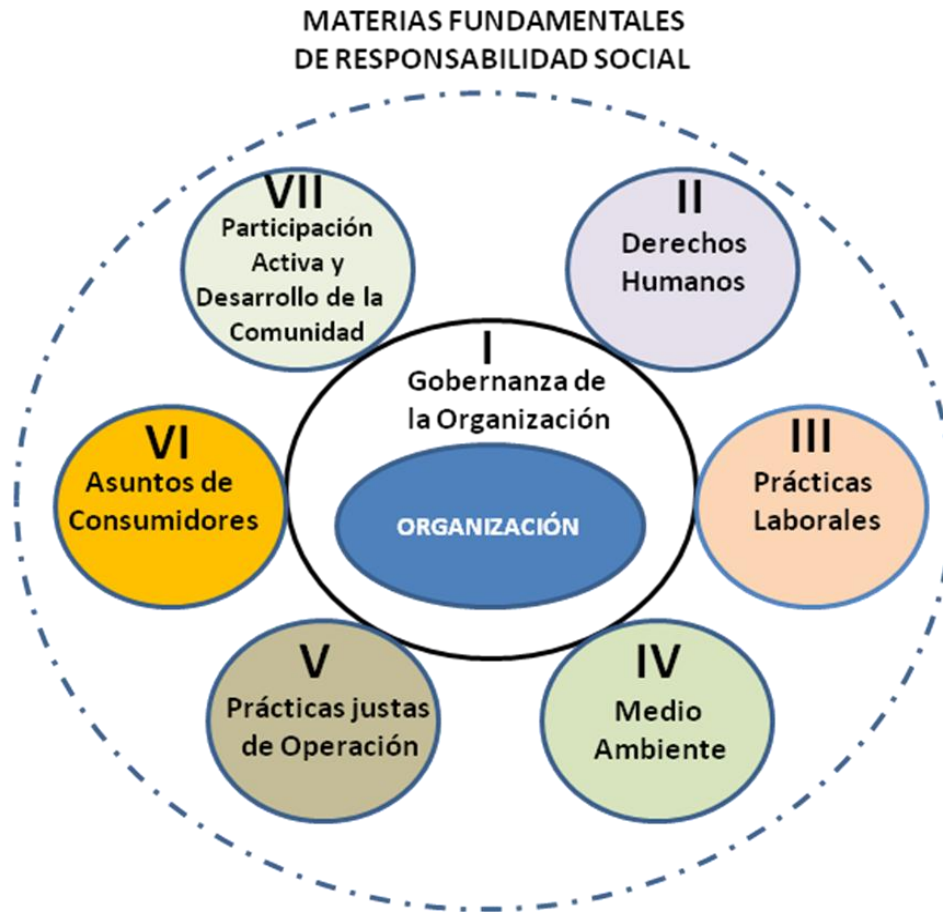 MATERIAS FUNDAMENTALES
DE RESPONSABILIDAD SOCIAL
I
Gobernanza de
la Organización
ORGANIZACIÓN
II
Derechos
Humanos
III
Prácticas
Laborales
IV
Medio
Ambiente
V
Prácticas justas
de Operación
VI
Asuntos de
Consumidores
VII
Participación
Activa y
Desarrollo de la
Comunidad